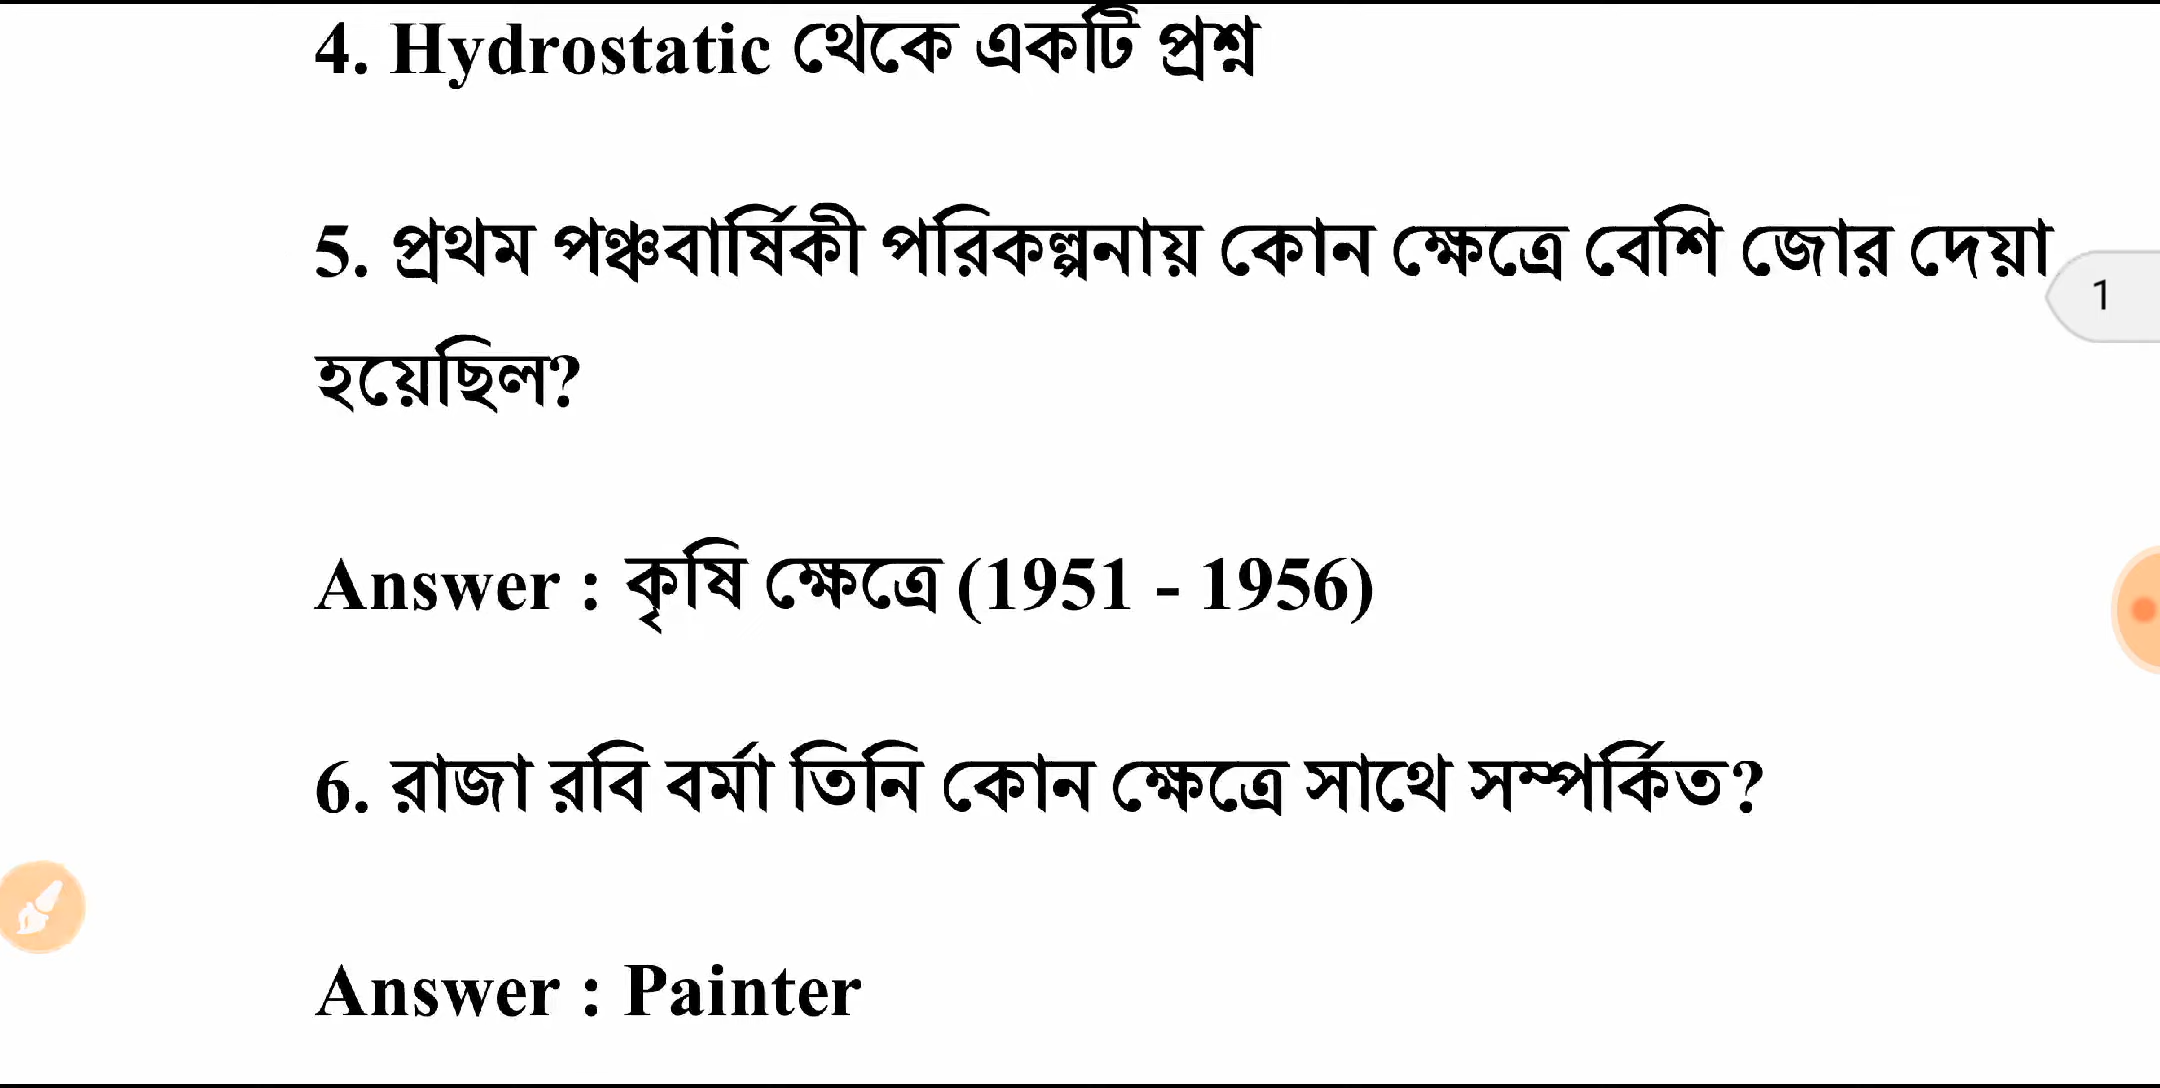 4. Hydrostatic থেকে একটি প্রশ্ন
5. প্রথম পঞ্চবার্ষিকী পরিকল্পনায় কোন ক্ষেত্রে বেশি জোর দেয়া
1
হয়েছিল?
Answer : কৃষি ক্ষেত্রে (1951 - 1956)
6. রাজা রবি বর্মা তিনি কোন ক্ষেত্রে সাথে সম্পর্কিত?
Answer : Painter